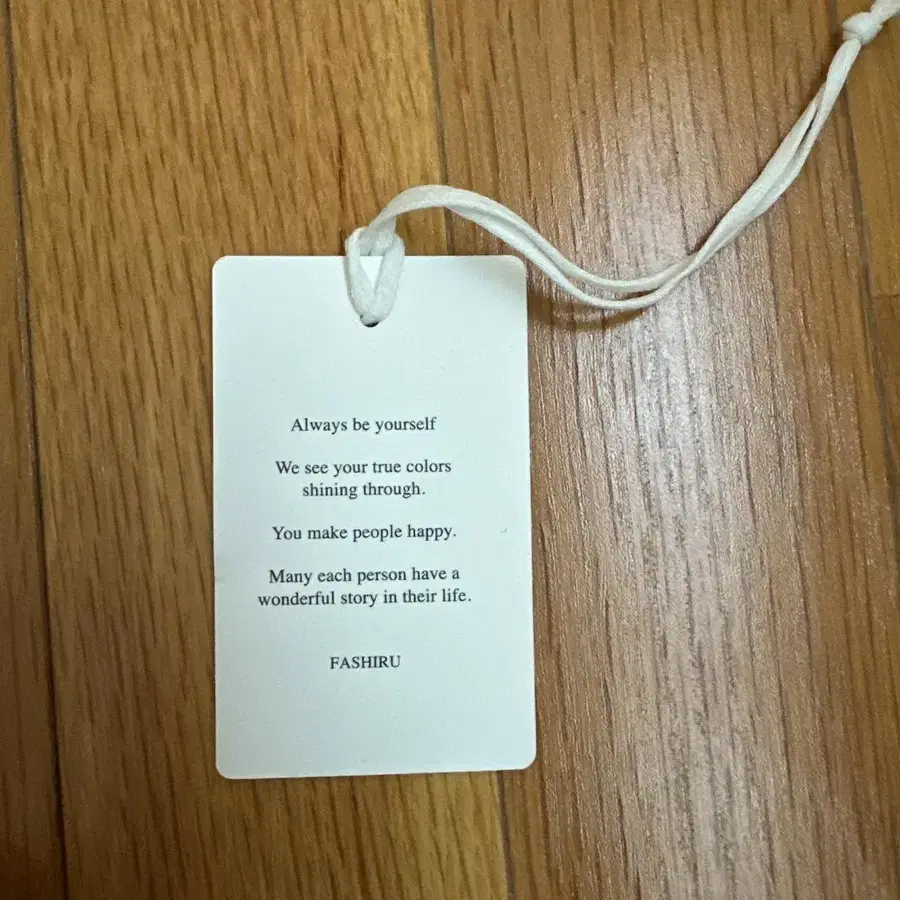 Always be yourself
We see your true colors
shining through.
You make people happy.
Many each person have a
wonderful story in their life.
FASHIRU